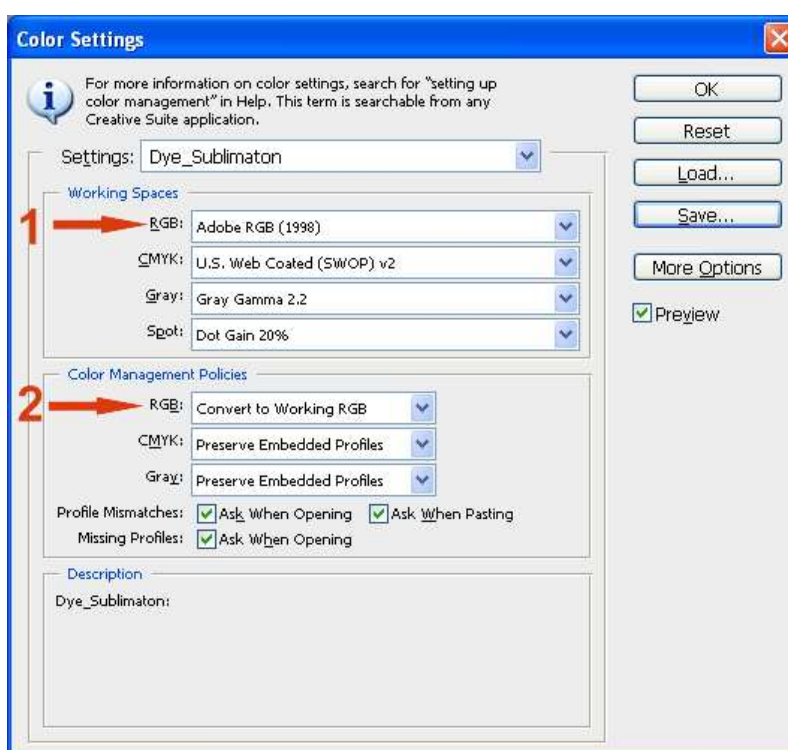 Color Settings
For more information on color settings, search for "setting up
color management" in Help. This term is searchable from any
Creative Suite application.
OK
Reset
Load...
Save...
More Options
Preview
Settings: Dye_Sublimaton
Working Spaces
1
RGB: Adobe RGB (1998)
CMYK: U.S. Web Coated (SWOP) v2
Gray: Gray Gamma 2.2
Spot: Dot Gain 20%
Color Management Policies
2
RGB: Convert to Working RGB
CMYK: Preserve Embedded Profiles
Gray: Preserve Embedded Profiles
Profile Mismatches: Ask When Opening Ask When Pasting
Missing Profiles: Ask When Opening
Description
Dye_Sublimaton: